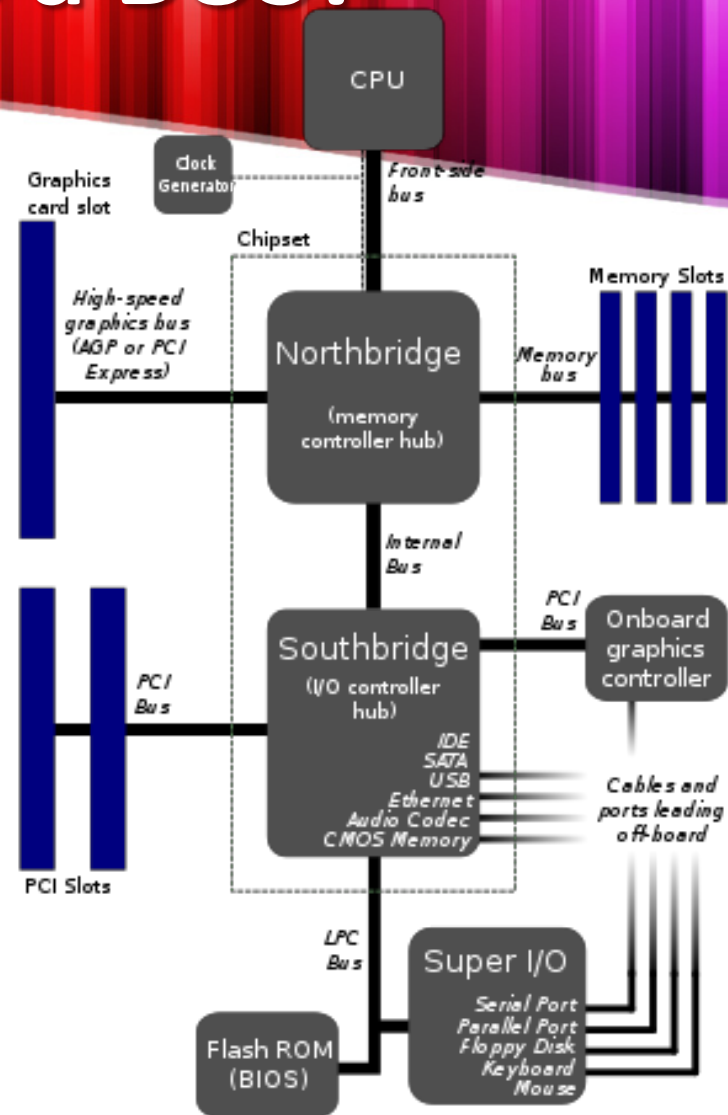 CPU
Clock
Generator
Front-side
bus
Graphics
card slot
Chipset
Memory Slots
High-speed
graphics bus
(AGP or PCI
Express)
Northbridge
(memory
controller hub)
Memory
bus
Internal
Bus
PCI
Bus
Onboard
graphics
controller
Southbridge
(I/O controller
hub)
PCI
Bus
IDE
SATA
USB
Ethernet
Audio Codec
CMOS Memory
Cables and
ports leading
off-board
PCI Slots
LPC
Bus
Super I/O
Serial Port
Parallel Port
Floppy Disk
Keyboard
Mouse
Flash ROM
(BIOS)